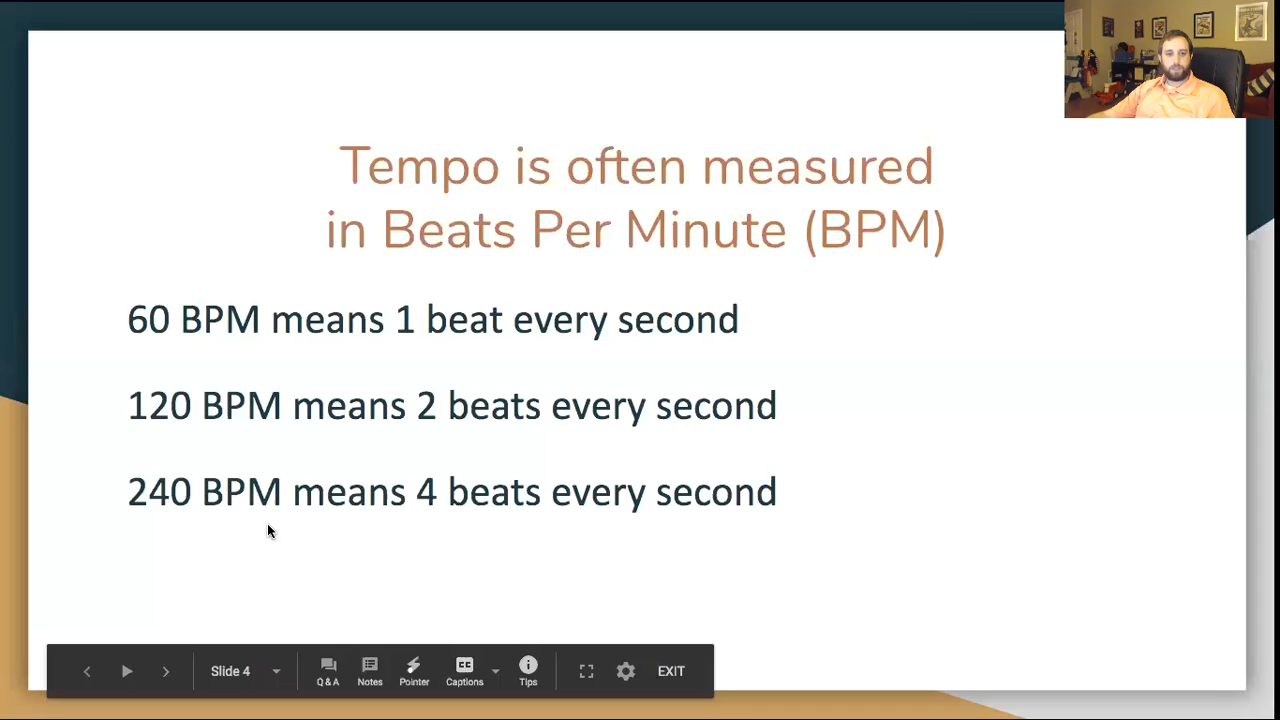 Tempo is often measured
in Beats Per Minute (BPM)
60 BPM means 1 beat every second
120 BPM means 2 beats every second
240 BPM means 4 beats every second
Slide 4
Q & A
Notes
Pointer
CC
Captions
Tips
EXIT